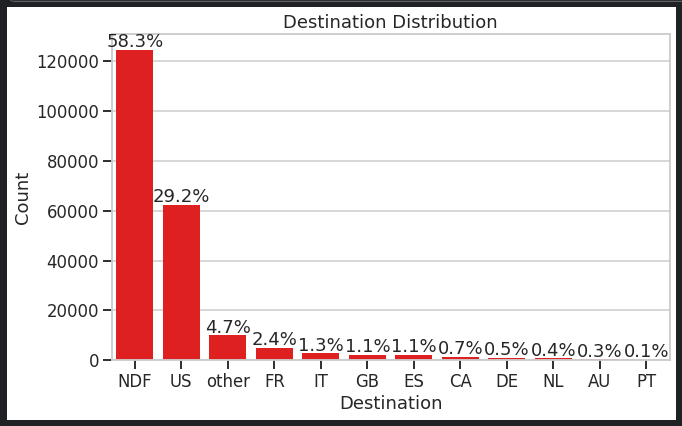 Destination Distribution
Count
120000
100000
80000
60000
40000
20000
0
58.3% 29.2% 4.7% 2.4% 1.3% 1.1% 1.1% 0.7% 0.5% 0.4% 0.3% 0.1%
NDF US other FR IT GB ES CA DE NL AU PT
Destination